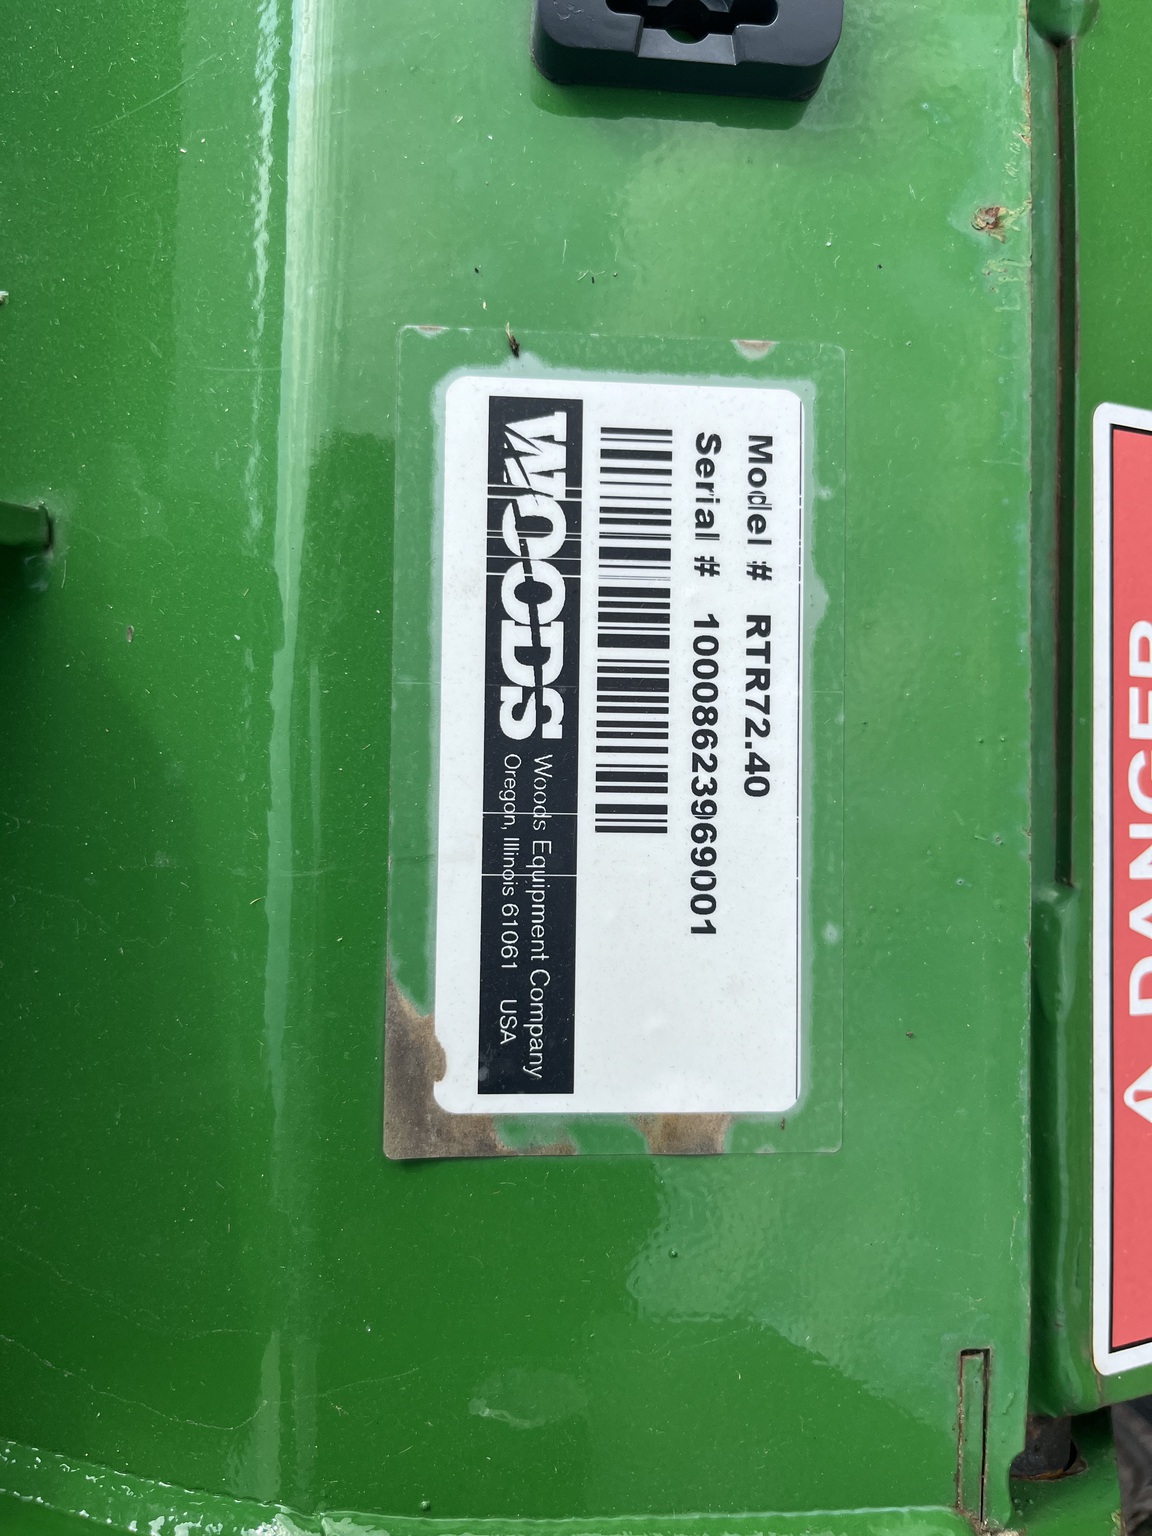 Model # RTR72.40
Serial # 1000862396900​1
WOODS
Woods Equipment Company
Oregon, Illinois 61061 USA
DANGER